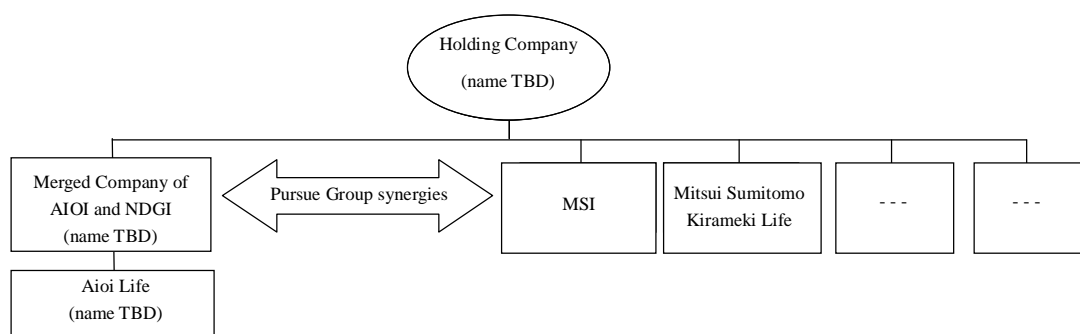 Holding Company
(name TBD)
Merged Company of
AIOI and NDGI
(name TBD)
Pursue Group synergies
MSI
Mitsui Sumitomo
Kirameki Life
- - -
- - -
Aioi Life
(name TBD)